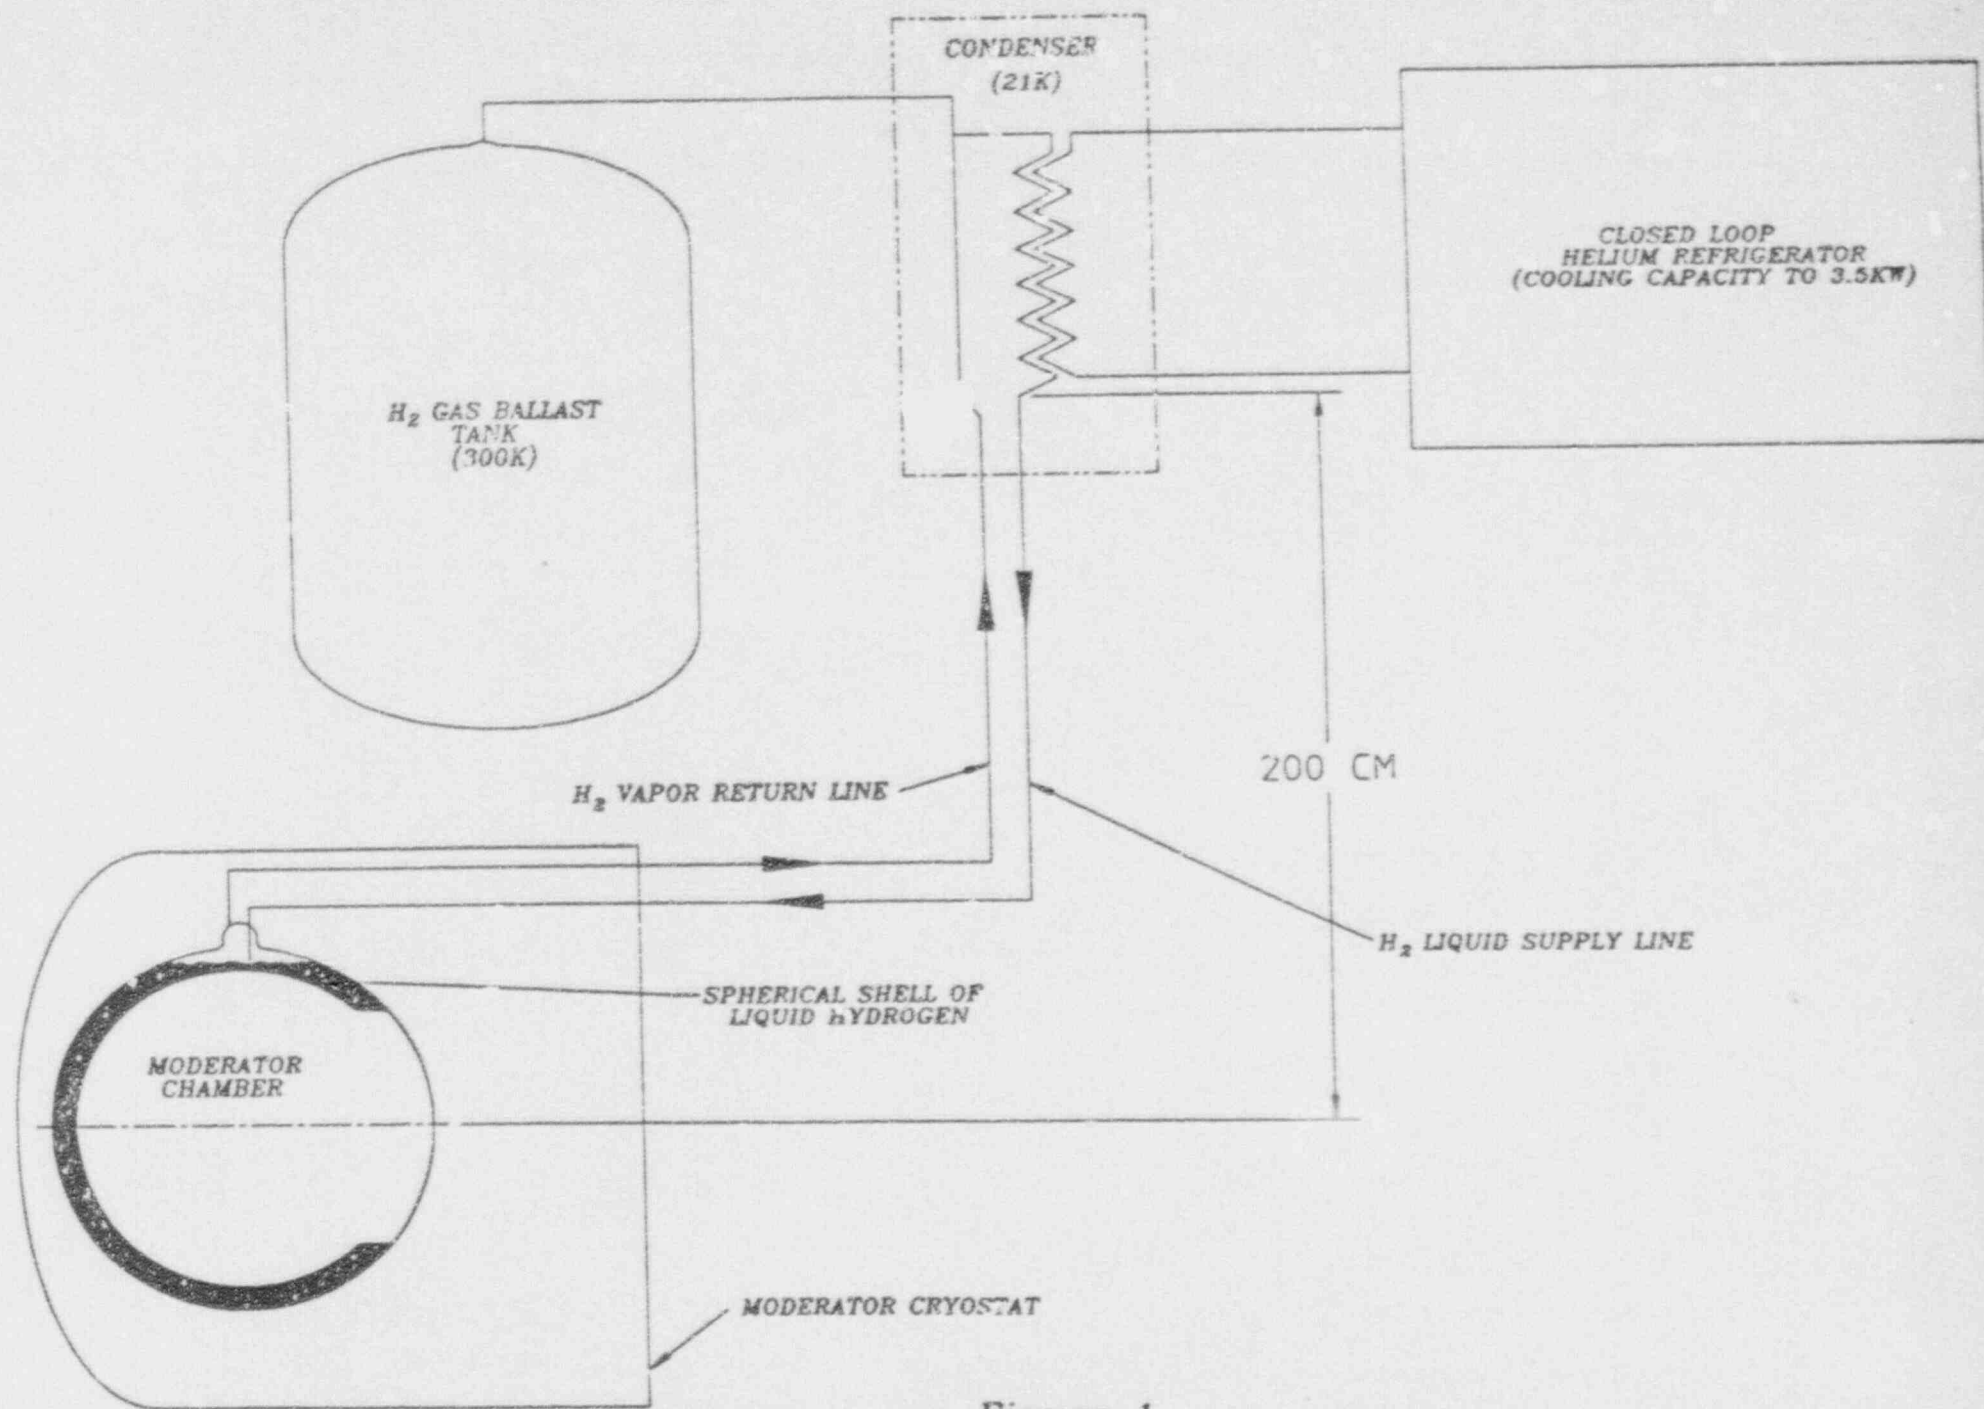 CONDENSER
(21K)
CLOSED LOOP
HELIUM REFRIGERATOR
(COOLING CAPACITY TO 3.5KW)
H₂ GAS BALLAST
TANK
(300K)
200 CM
H₂ VAPOR RETURN LINE
H₂ LIQUID SUPPLY LINE
SPHERICAL SHELL OF
LIQUID hYDROGEN
MODERATOR
CHAMBER
MODERATOR CRYOSTAT